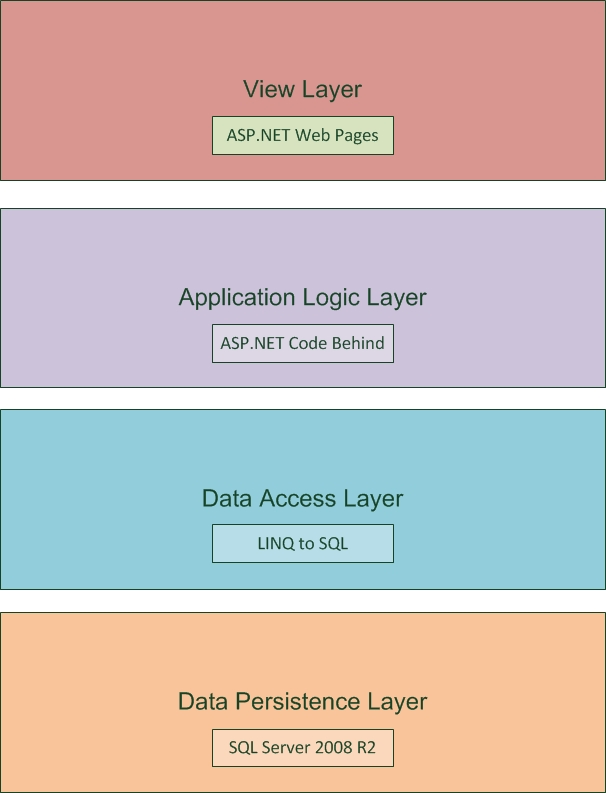 View Layer
ASP.NET Web Pages
Application Logic Layer
ASP.NET Code Behind
Data Access Layer
LINQ to SQL
Data Persistence Layer
SQL Server 2008 R2